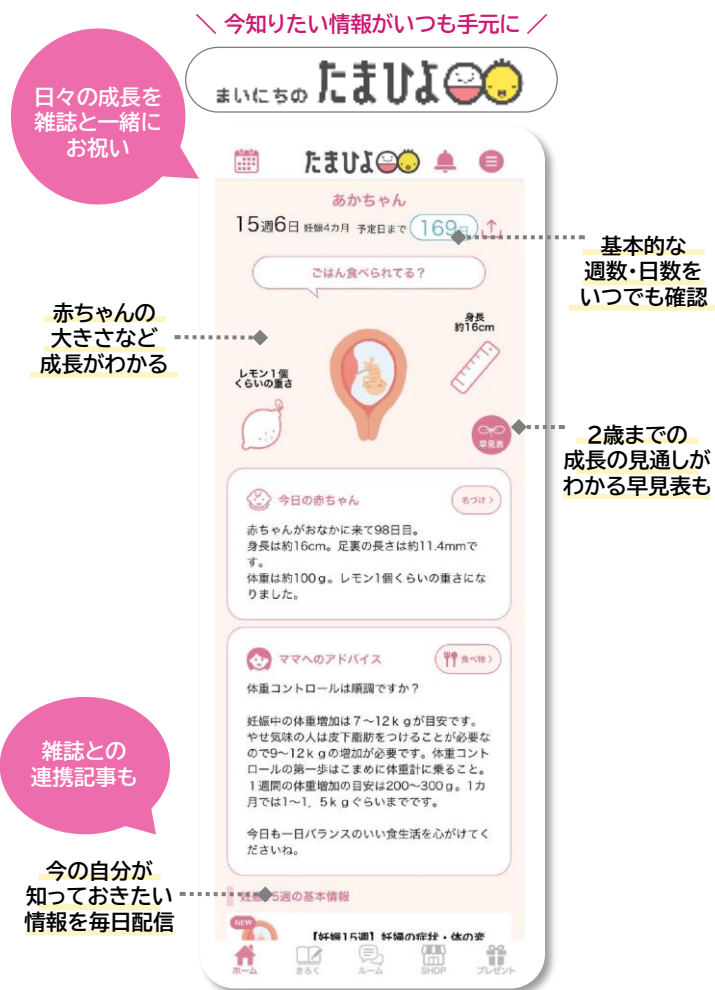 ＼ 今知りたい情報がいつも手元に ／
まいにちの たまひよ
日々の成長を
雑誌と一緒に
お祝い
たまひよ
あかちゃん
15週6日 妊娠4カ月 予定日まで 169日
ごはん食べられてる？
基本的な
週数・日数を
いつでも確認
赤ちゃんの
大きさなど
成長がわかる
身長
約16cm
レモン1個
くらいの重さ
早見表
2歳までの
成長の見通しが
わかる早見表も
今日の赤ちゃん
名づけ 〉
赤ちゃんがおなかに来て98日目。
身長は約16cm。足裏の長さは約11.4mmで
す。
体重は約100g。レモン1個くらいの重さにな
りました。
ママへのアドバイス
食べ物 〉
体重コントロールは順調ですか？
妊娠中の体重増加は７〜12ｋｇが目安です。
やせ気味の人は皮下脂肪をつけることが必要な
ので9〜12ｋｇの増加が必要です。体重コント
ロールの第一歩はこまめに体重計に乗ること。
１週間の体重増加の目安は200〜300ｇ。1カ
月では1〜1．5ｋｇぐらいまでです。
今日も一日バランスのいい食生活を心がけてく
ださいね。
雑誌との
連携記事も
今の自分が
知っておきたい
情報を毎日配信
妊娠15週の基本情報
NEW
【妊娠15週】妊婦の症状・体の変
ホーム
きろく
ルーム
SHOP
プレゼント